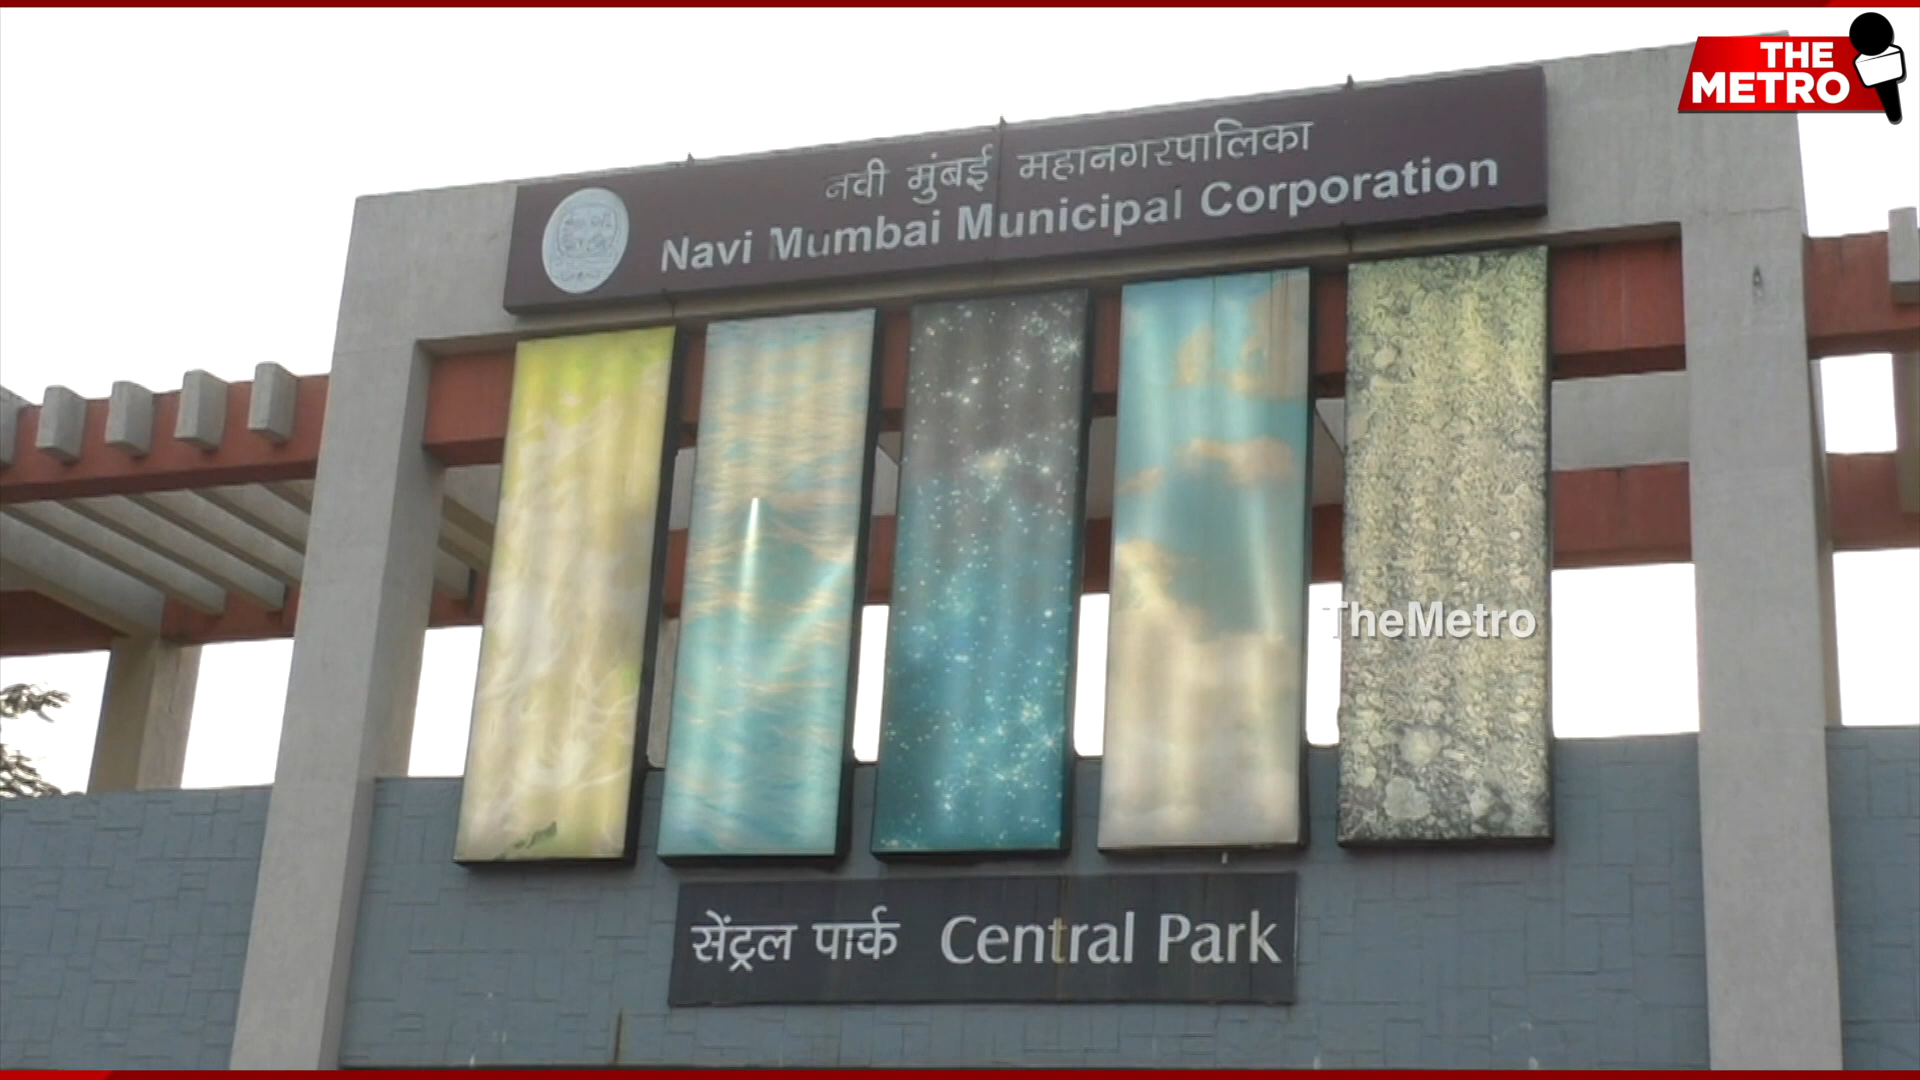 THE
METRO
नवी मुंबई महानगरपालिका
Navi Mumbai Municipal Corporation
TheMetro
सेंट्रल पार्क Central Park